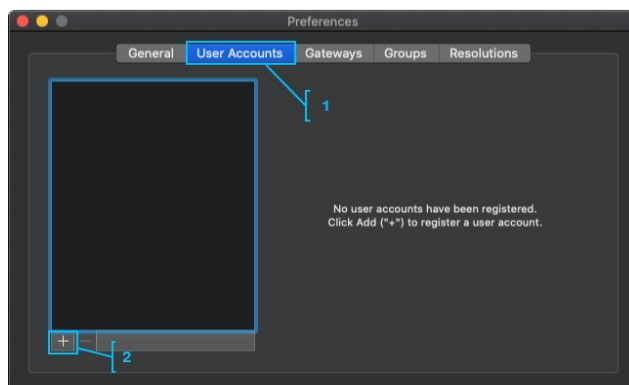 Preferences
General User Accounts Gateways Groups Resolutions
1
No user accounts have been registered.
Click Add ("+") to register a user account.
+ −
2